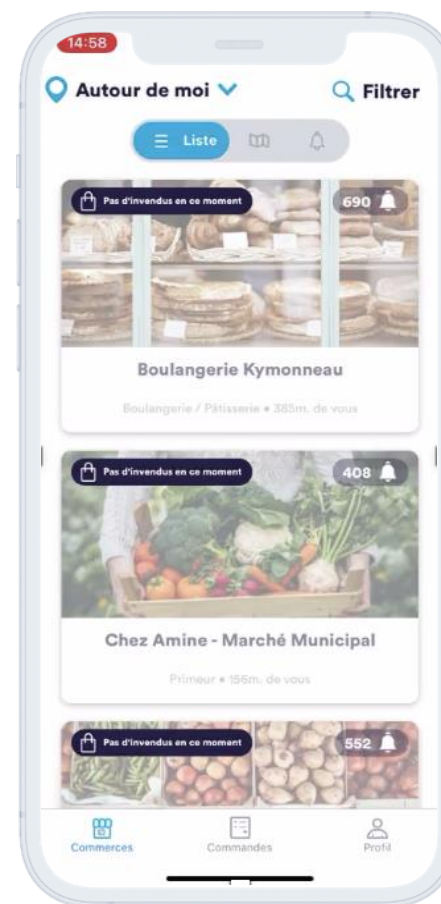 14:58
Autour de moi
Filtrer
Liste
Pas d'invendus en ce moment
690
Boulangerie Kymonneau
Boulangerie / Pâtisserie • 385m. de vous
Pas d'invendus en ce moment
408
Chez Amine - Marché Municipal
Primeur • 156m. de vous
Pas d'invendus en ce moment
552
Commerces
Commandes
Profil